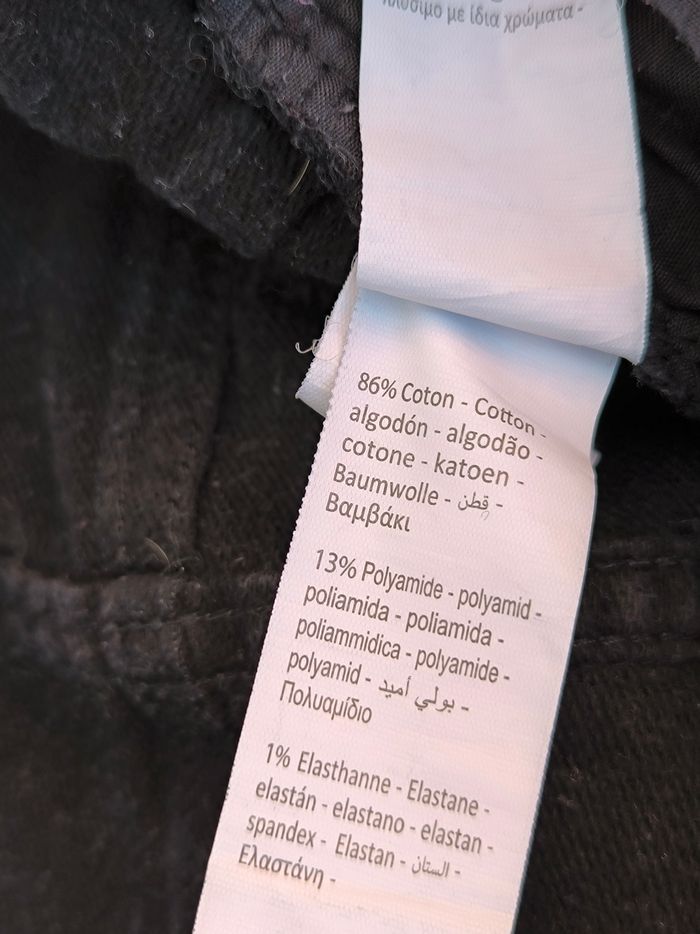 με ίδια χρώματα -
86% Coton - Cotton -
algodón - algodão -
cotone - katoen -
Baumwolle - قطن -
Βαμβάκι
13% Polyamide - polyamid -
poliamida - poliamida -
poliammidica - polyamide -
polyamid - بولي أميد -
Πολυαμίδιο
1% Elasthanne - Elastane -
elastán - elastano - elastan -
spandex - Elastan - الستان -
Ελαστάνη -